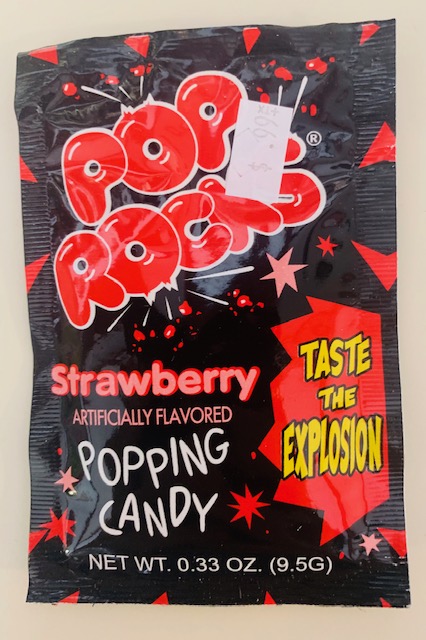 POP
ROCKS
®
Strawberry
ARTIFICIALLY FLAVORED
POPPING
CANDY
TASTE
THE
EXPLOSION
NET WT. 0.33 OZ. (9.5G)